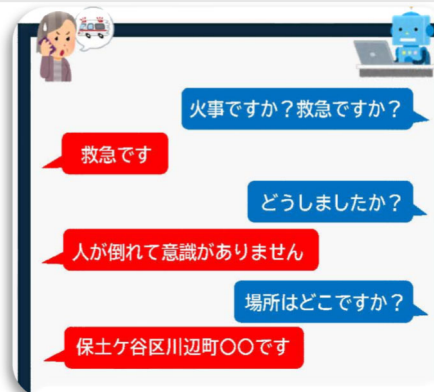 火事ですか？救急ですか？
救急です
どうしましたか？
人が倒れて意識がありません
場所はどこですか？
保土ケ谷区川辺町〇〇です